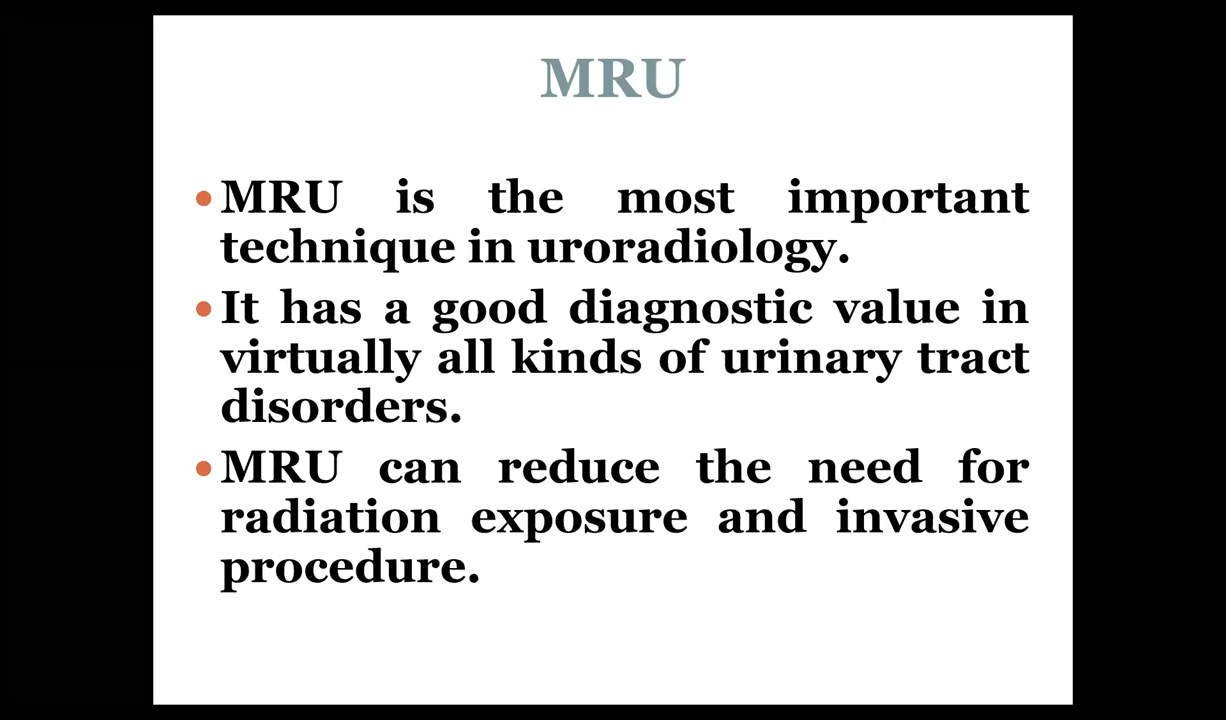 MRU
•MRU is the most important
technique in uroradiology.
•It has a good diagnostic value in
virtually all kinds of urinary tract
disorders.
•MRU can reduce the need for
radiation exposure and invasive
procedure.